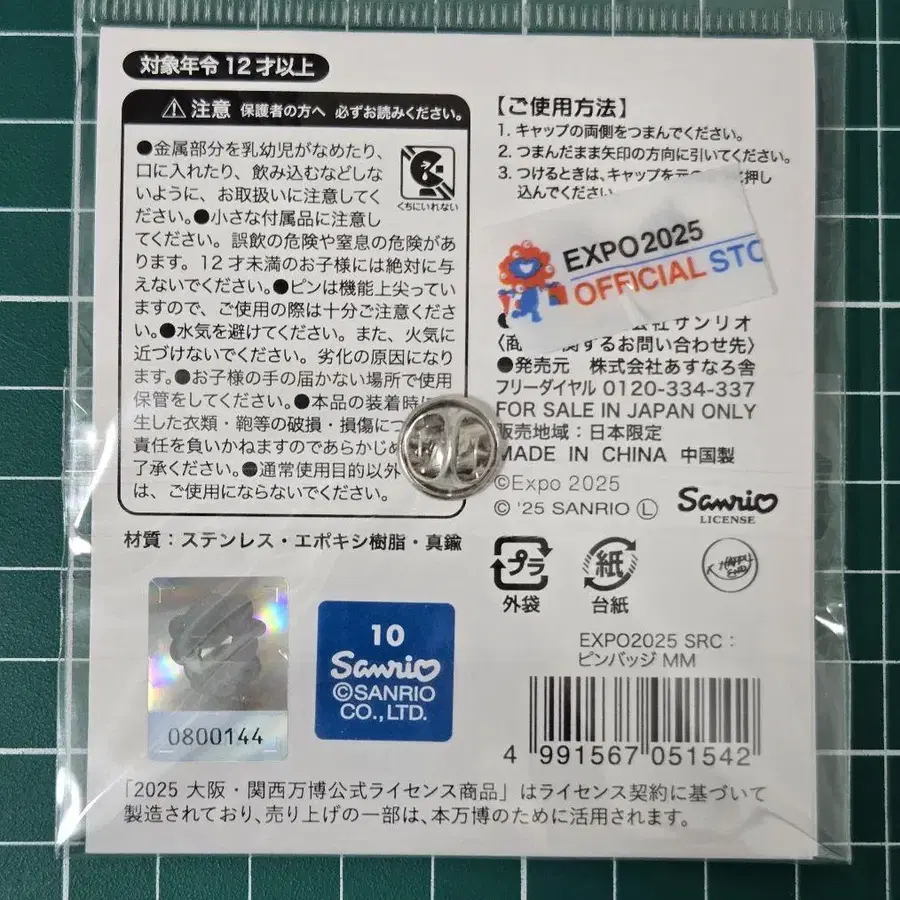 対象年令12才以上
⚠注意 保護者の方へ 必ずお読みください。
●金属部分を乳幼児がなめたり、
口に入れたり、飲み込むなどしな
いように、お取扱いに注意してく
ださい。●小さな付属品に注意し
てください。誤飲の危険や窒息の危険があ
ります。12才未満のお子様には絶対に与
えないでください。●ピンは機能上尖ってい
ますので、ご使用の際は十分ご注意くださ
い。●水気を避けてください。また、火気に
近づけないでください。劣化の原因になり
ます。●お子様の手の届かない場所で使用
保管をしてください。●本品の装着時に
生した衣類・鞄等の破損・損傷につ
責任を負いかねますのであらかじめ
了承ください。●通常使用目的以外
は、ご使用にならないでください。
くちにいれない
材質：ステンレス・エポキシ樹脂・真鍮
【ご使用方法】
1. キャップの両側をつまんでください。
2. つまんだまま矢印の方向に引いてください。
3. つけるときは、キャップを元の に押し
込んでください
EXPO2025
OFFICIAL STO
会社サンリオ
関するお問い合わせ先〉
●発売元 株式会社あすなろ舎
フリーダイヤル 0120-334-337
FOR SALE IN JAPAN ONLY
販売地域：日本限定
MADE IN CHINA 中国製
©Expo 2025
© '25 SANRIO Ⓛ
Sanrio
LICENSE
プラ
外袋
紙
台紙
HAPPY
END
0800144
10
Sanrio
©SANRIO
CO.,LTD.
EXPO2025 SRC：
ピンバッジ MM
4 991567 051542
「2025 大阪・関西万博公式ライセンス商品」はライセンス契約に基づいて
製造されており、売り上げの一部は、本万博のために活用されます。